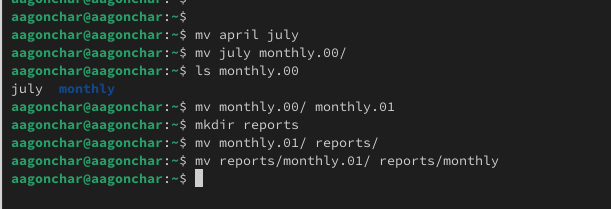 aagonchar@aagonchar:~$
aagonchar@aagonchar:~$
aagonchar@aagonchar:~$ mv april july
aagonchar@aagonchar:~$ mv july monthly.00/
aagonchar@aagonchar:~$ ls monthly.00
july  monthly
aagonchar@aagonchar:~$ mv monthly.00/ monthly.01
aagonchar@aagonchar:~$ mkdir reports
aagonchar@aagonchar:~$ mv monthly.01/ reports/
aagonchar@aagonchar:~$ mv reports/monthly.01/ reports/monthly
aagonchar@aagonchar:~$